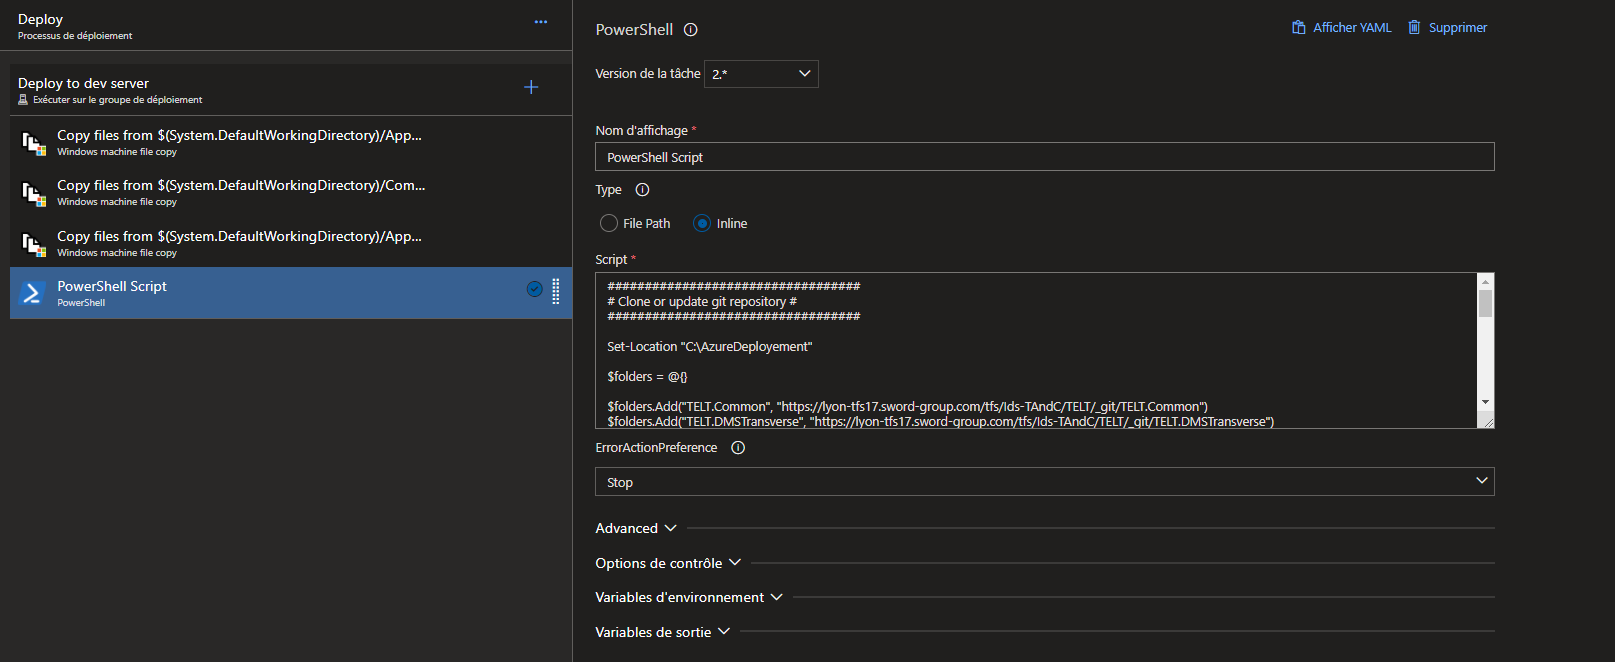 Deploy
Processus de déploiement
Deploy to dev server
Exécuter sur le groupe de déploiement
Copy files from $(System.DefaultWorkingDirectory)/App...
Windows machine file copy
Copy files from $(System.DefaultWorkingDirectory)/Com...
Windows machine file copy
Copy files from $(System.DefaultWorkingDirectory)/App...
Windows machine file copy
PowerShell Script
PowerShell
PowerShell
Afficher YAML
Supprimer
Version de la tâche 2.*
Nom d'affichage *
PowerShell Script
Type
File Path Inline
Script *
##################################
# Clone or update git repository #
##################################
Set-Location "C:\AzureDeployement"
$folders = @{}
$folders.Add("TELT.Common", "https://lyon-tfs17.sword-group.com/tfs/Ids-TAndC/TELT/_git/TELT.Common")
$folders.Add("TELT.DMSTransverse", "https://lyon-tfs17.sword-group.com/tfs/Ids-TAndC/TELT/_git/TELT.DMSTransverse")
ErrorActionPreference
Stop
Advanced
Options de contrôle
Variables d'environnement
Variables de sortie